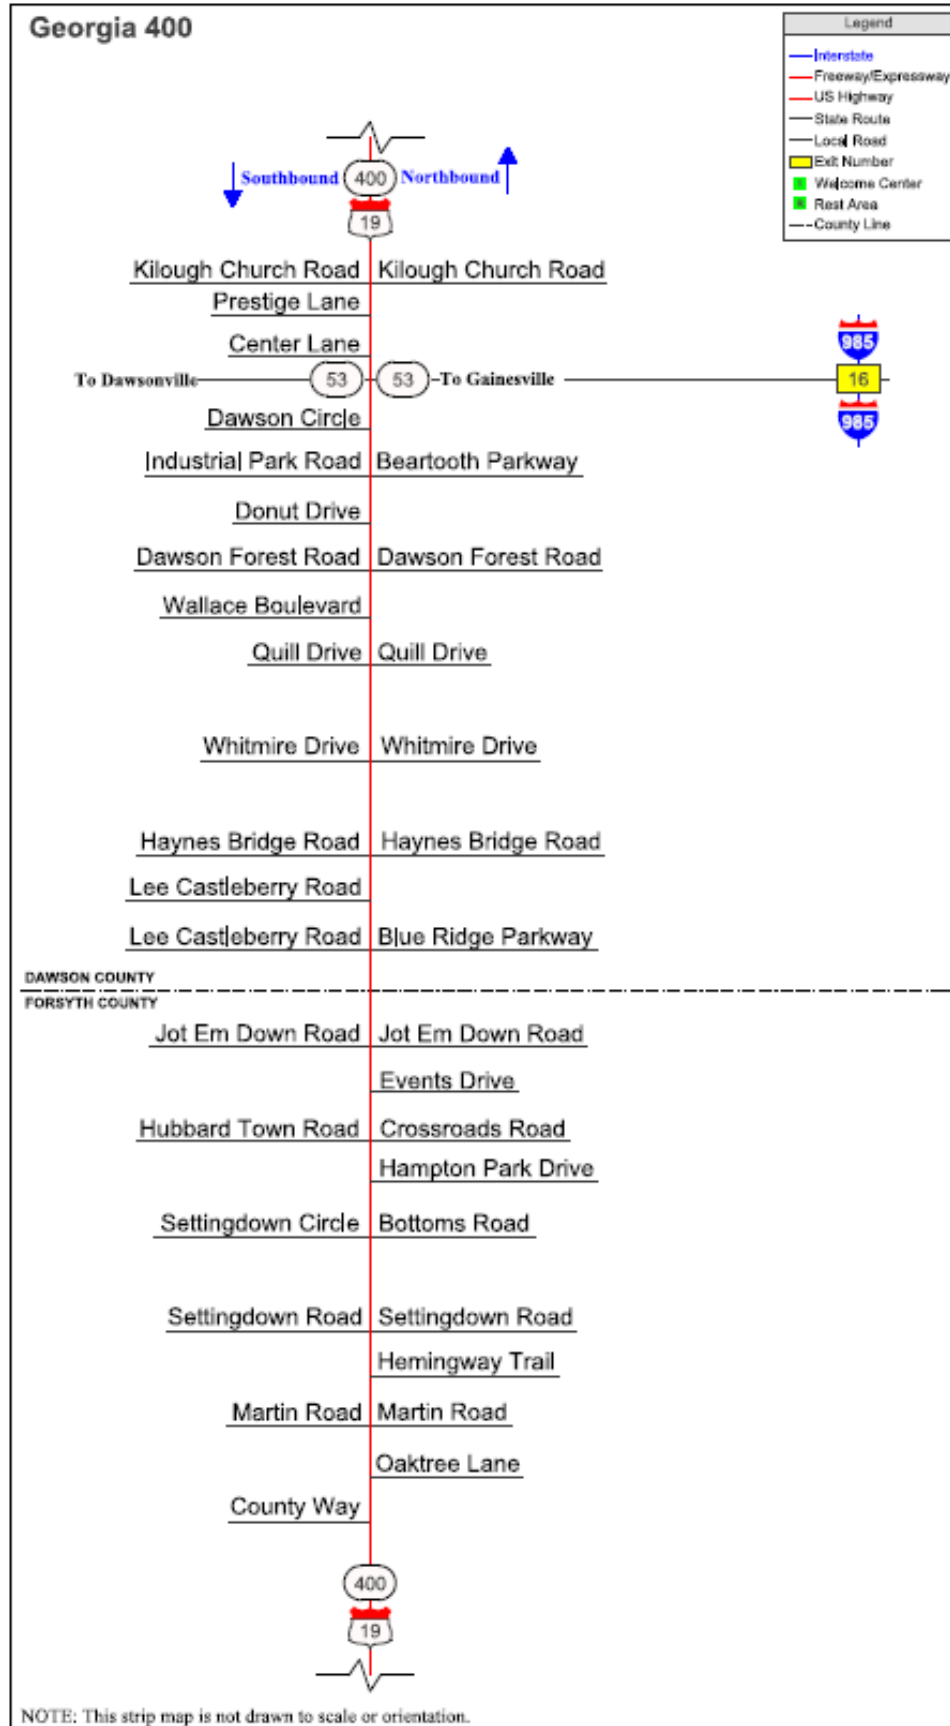 Georgia 400
Legend
Interstate
Freeway/Expressway
US Highway
State Route
Local Road
Exit Number
Welcome Center
Rest Area
County Line
Southbound 400 Northbound
19
Kilough Church Road Kilough Church Road
Prestige Lane
Center Lane
985
To Dawsonville 53 53 To Gainesville 16
985
Dawson Circle
Industrial Park Road Beartooth Parkway
Donut Drive
Dawson Forest Road Dawson Forest Road
Wallace Boulevard
Quill Drive Quill Drive
Whitmire Drive Whitmire Drive
Haynes Bridge Road Haynes Bridge Road
Lee Castleberry Road
Lee Castleberry Road Blue Ridge Parkway
DAWSON COUNTY
FORSYTH COUNTY
Jot Em Down Road Jot Em Down Road
Events Drive
Hubbard Town Road Crossroads Road
Hampton Park Drive
Settingdown Circle Bottoms Road
Settingdown Road Settingdown Road
Hemingway Trail
Martin Road Martin Road
Oaktree Lane
County Way
400
19
NOTE: This strip map is not drawn to scale or orientation.